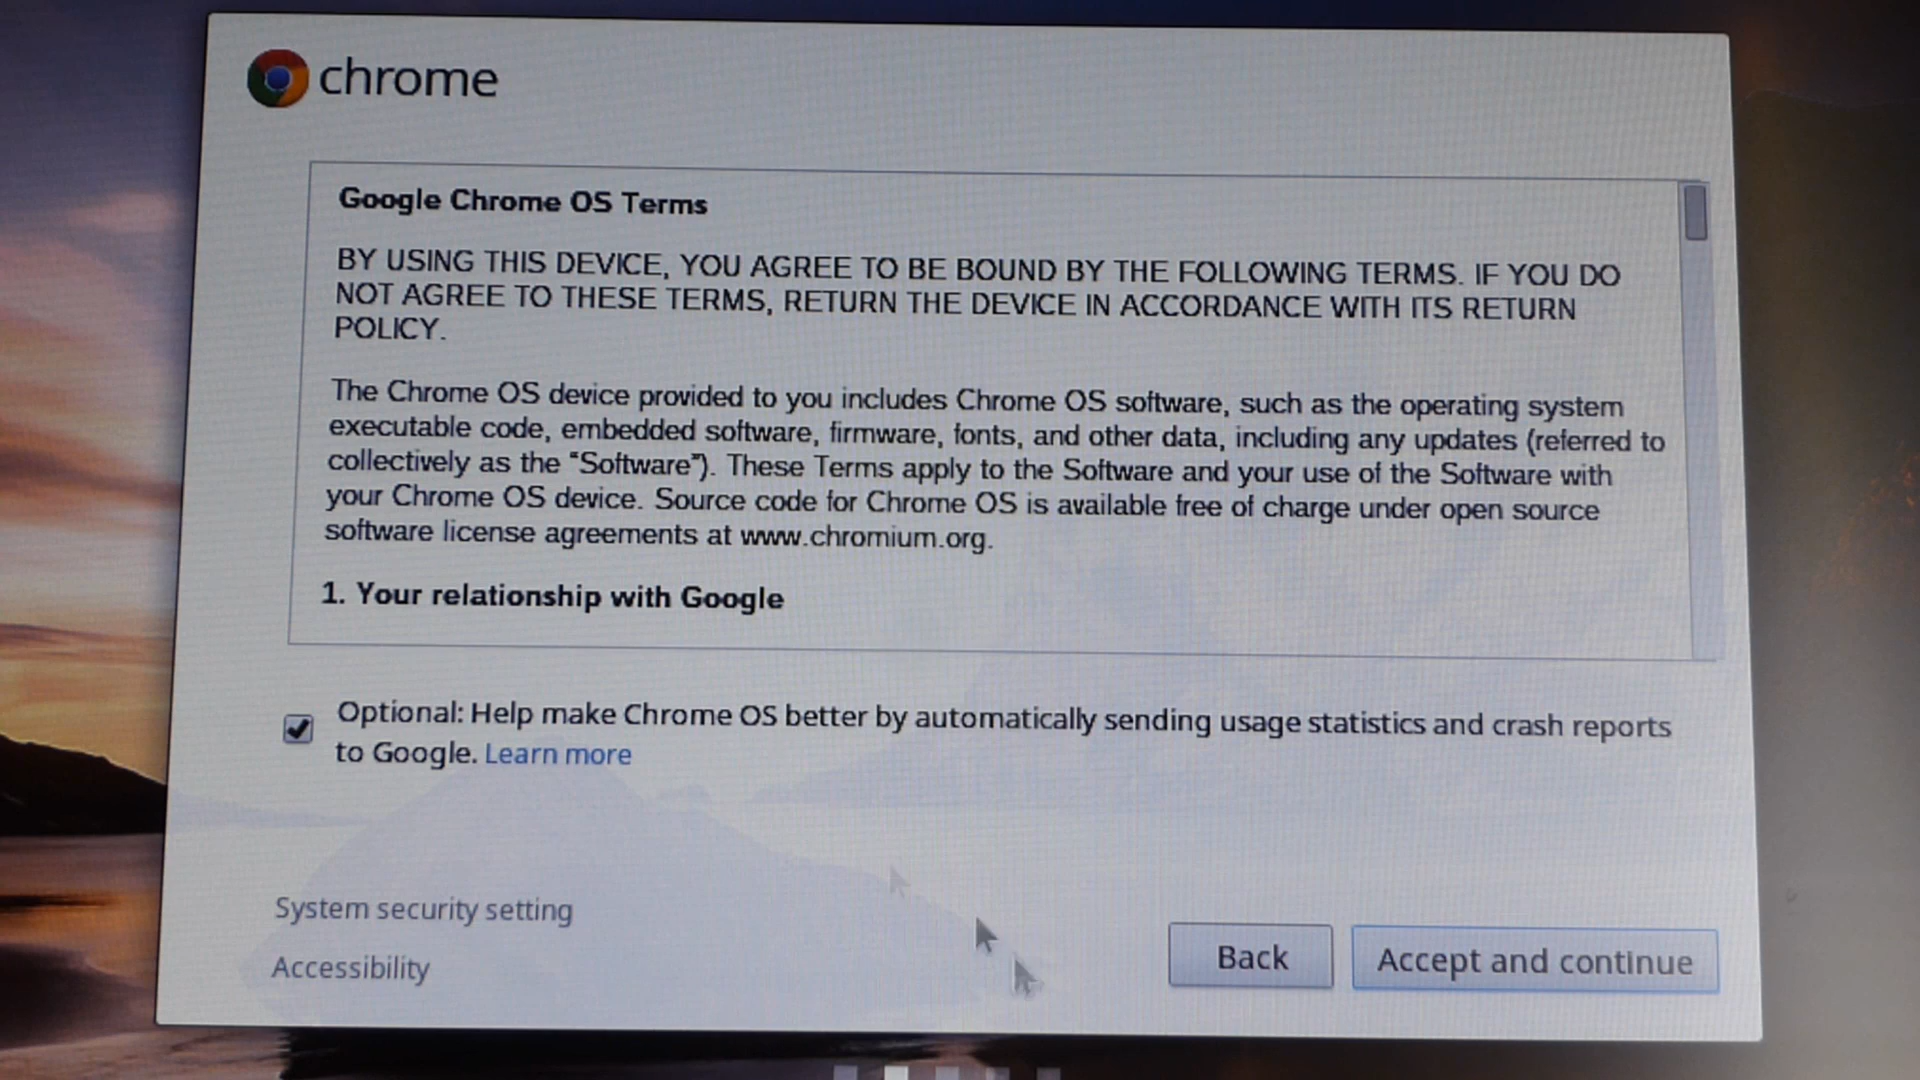 chrome
Google Chrome OS Terms
BY USING THIS DEVICE, YOU AGREE TO BE BOUND BY THE FOLLOWING TERMS. IF YOU DO
NOT AGREE TO THESE TERMS, RETURN THE DEVICE IN ACCORDANCE WITH ITS RETURN
POLICY.
The Chrome OS device provided to you includes Chrome OS software, such as the operating system
executable code, embedded software, firmware, fonts, and other data, including any updates (referred to
collectively as the “Software”). These Terms apply to the Software and your use of the Software with
your Chrome OS device. Source code for Chrome OS is available free of charge under open source
software license agreements at www.chromium.org.
1. Your relationship with Google
Optional: Help make Chrome OS better by automatically sending usage statistics and crash reports
to Google. Learn more
System security setting
Accessibility
Back
Accept and continue